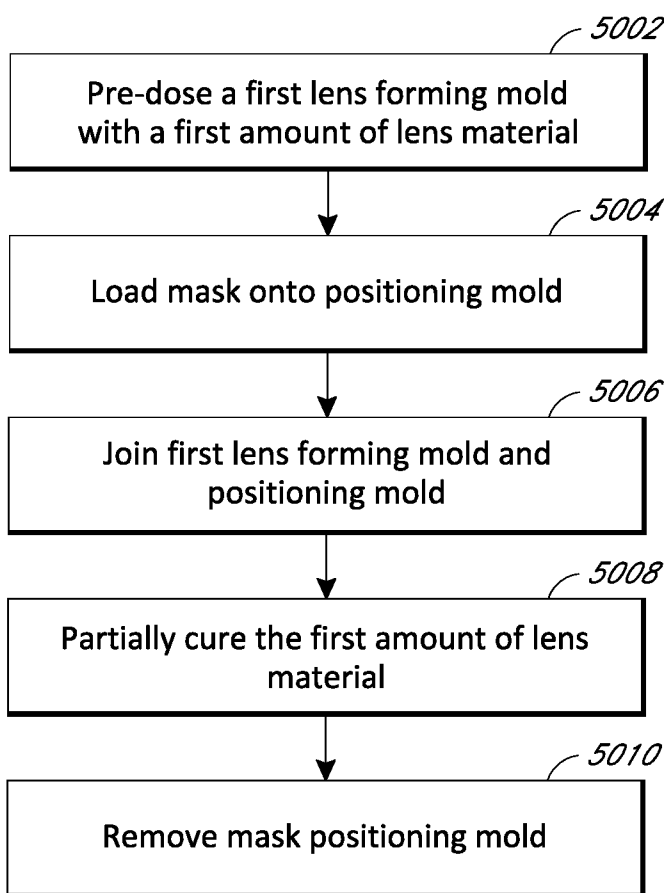 5002
Pre-dose a first lens forming mold
with a first amount of lens material
5004
Load mask onto positioning mold
5006
Join first lens forming mold and
positioning mold
5008
Partially cure the first amount of lens
material
5010
Remove mask positioning mold